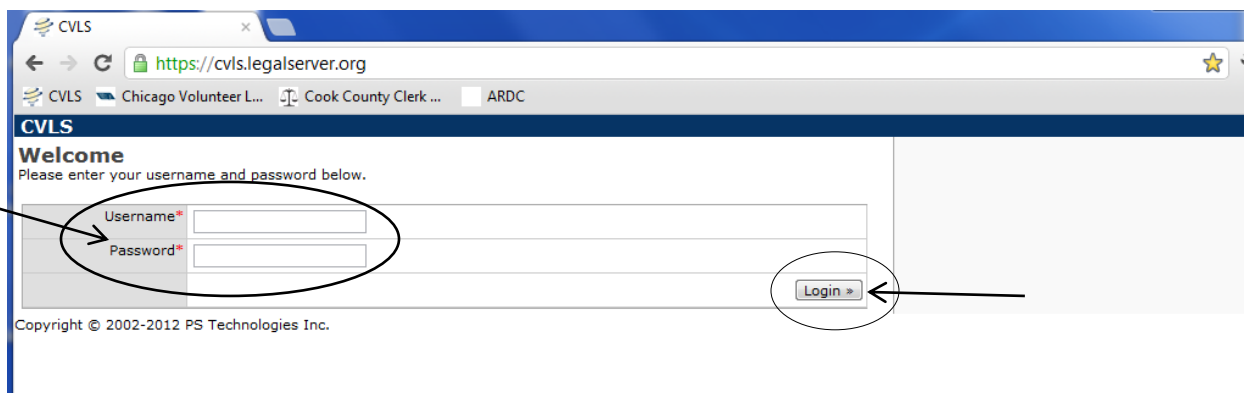 CVLS
https://cvls.legalserver.org
CVLS Chicago Volunteer L... Cook County Clerk ... ARDC
CVLS
Welcome
Please enter your username and password below.
Username*
Password*
Login »
Copyright © 2002-2012 PS Technologies Inc.